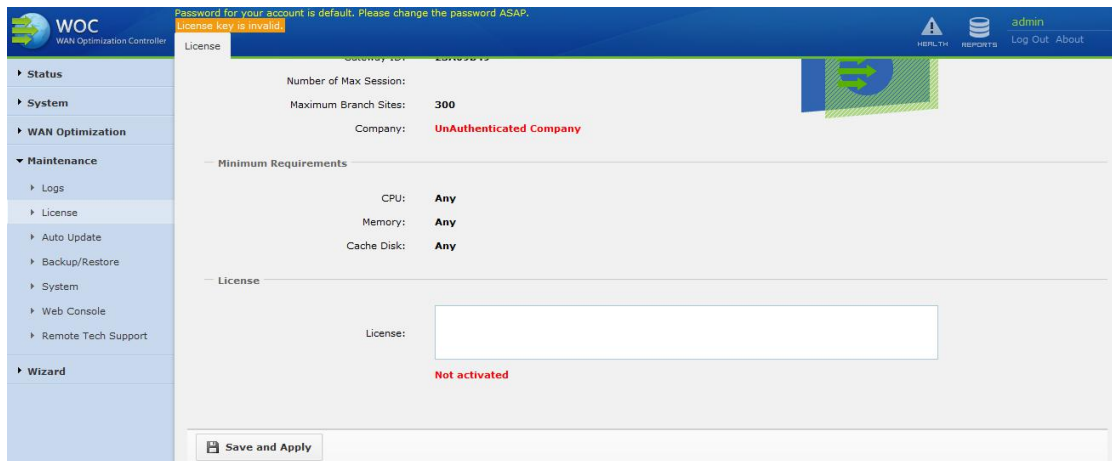 WOC
WAN Optimization Controller
Password for your account is default. Please change the password ASAP.
License key is invalid.
License
HEALTH
REPORTS
admin
Log Out About
Status
System
WAN Optimization
Maintenance
Logs
License
Auto Update
Backup/Restore
System
Web Console
Remote Tech Support
Wizard
Gateway ID:
Number of Max Session:
Maximum Branch Sites: 300
Company: UnAuthenticated Company
Minimum Requirements
CPU: Any
Memory: Any
Cache Disk: Any
License
License:
Not activated
Save and Apply